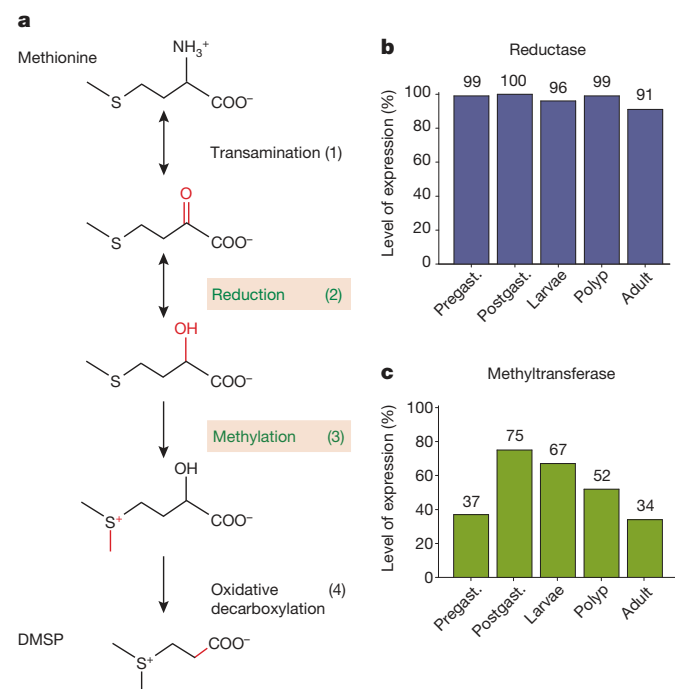 a
Methionine
NH₃⁺
S
COO⁻
Transamination (1)
O
S
COO⁻
Reduction (2)
OH
S
COO⁻
Methylation (3)
OH
S⁺
COO⁻
Oxidative (4)
decarboxylation
DMSP
COO⁻
S⁺
b
Reductase
Level of expression (%)
100
80
60
40
20
0
99
100
96
99
91
Pregast.
Postgast.
Larvae
Polyp
Adult
c
Methyltransferase
Level of expression (%)
100
80
60
40
20
0
37
75
67
52
34
Pregast.
Postgast.
Larvae
Polyp
Adult